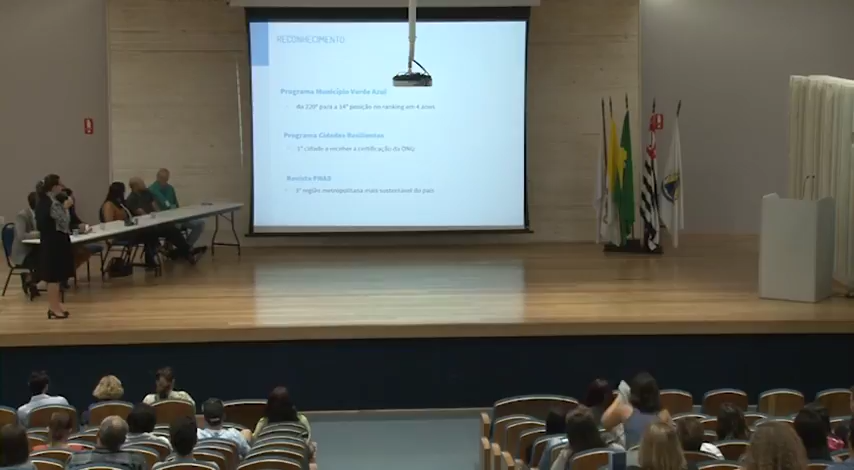 RECONHECIMENTO:
Programa Município Verde Azul
do 220º para a 14ª posição no ranking em 4 anos
Programa Cidades Resilientes
1ª cidade a receber a certificação da ONU
Revista
3ª região metropolitana mais sustentável do país